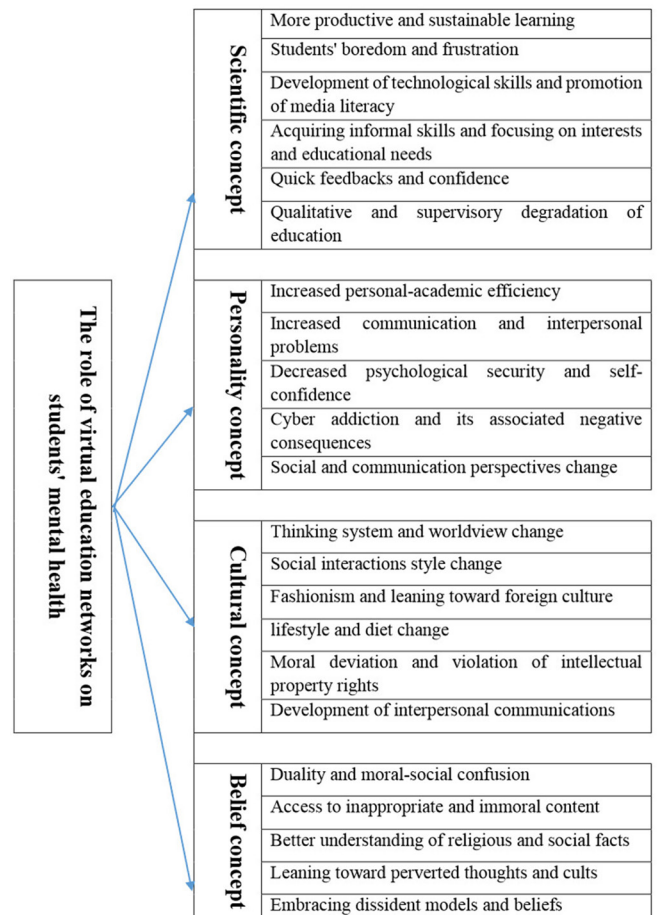 The role of virtual education networks on
students' mental health
Scientific concept
More productive and sustainable learning
Students' boredom and frustration
Development of technological skills and promotion
of media literacy
Acquiring informal skills and focusing on interests
and educational needs
Quick feedbacks and confidence
Qualitative and supervisory degradation of
education
Personality concept
Increased personal-academic efficiency
Increased communication and interpersonal
problems
Decreased psychological security and self-
confidence
Cyber addiction and its associated negative
consequences
Social and communication perspectives change
Cultural concept
Thinking system and worldview change
Social interactions style change
Fashionism and leaning toward foreign culture
lifestyle and diet change
Moral deviation and violation of intellectual
property rights
Development of interpersonal communications
Belief concept
Duality and moral-social confusion
Access to inappropriate and immoral content
Better understanding of religious and social facts
Leaning toward perverted thoughts and cults
Embracing dissident models and beliefs